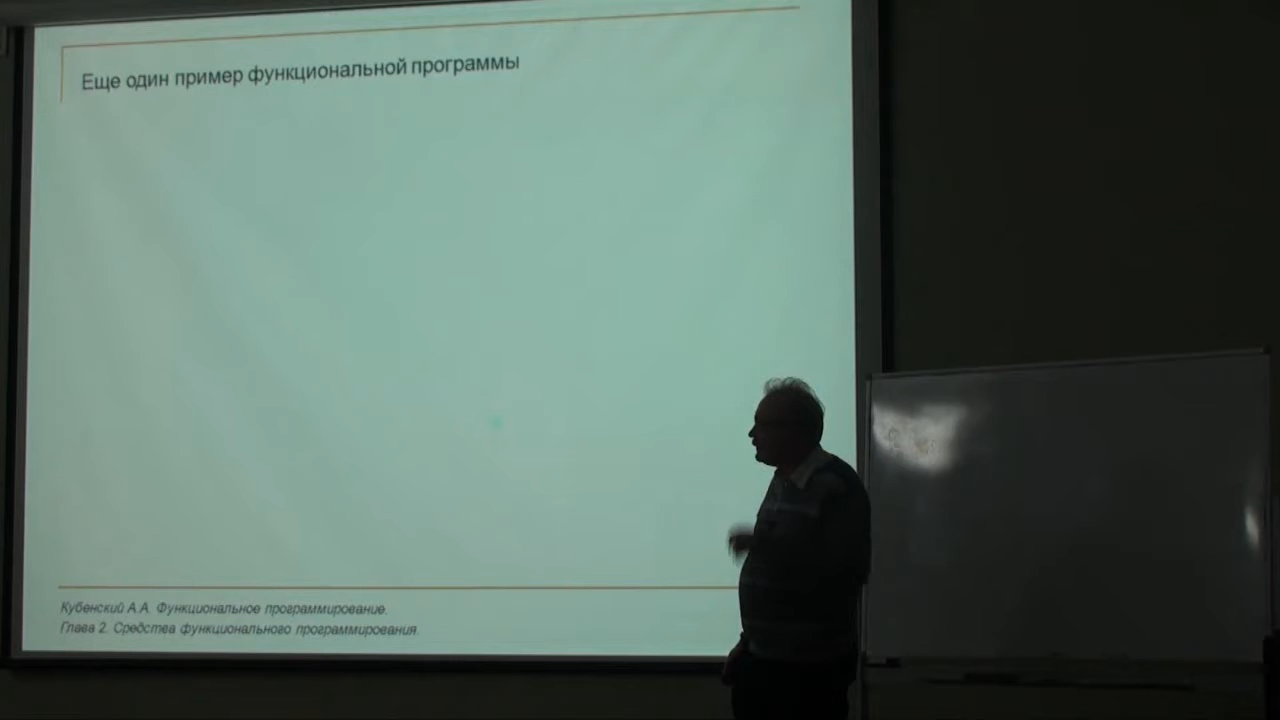 Еще один пример функциональной программы
Кубенский А.А. Функциональное программирование.
Глава 2. Средства функционального программирования.